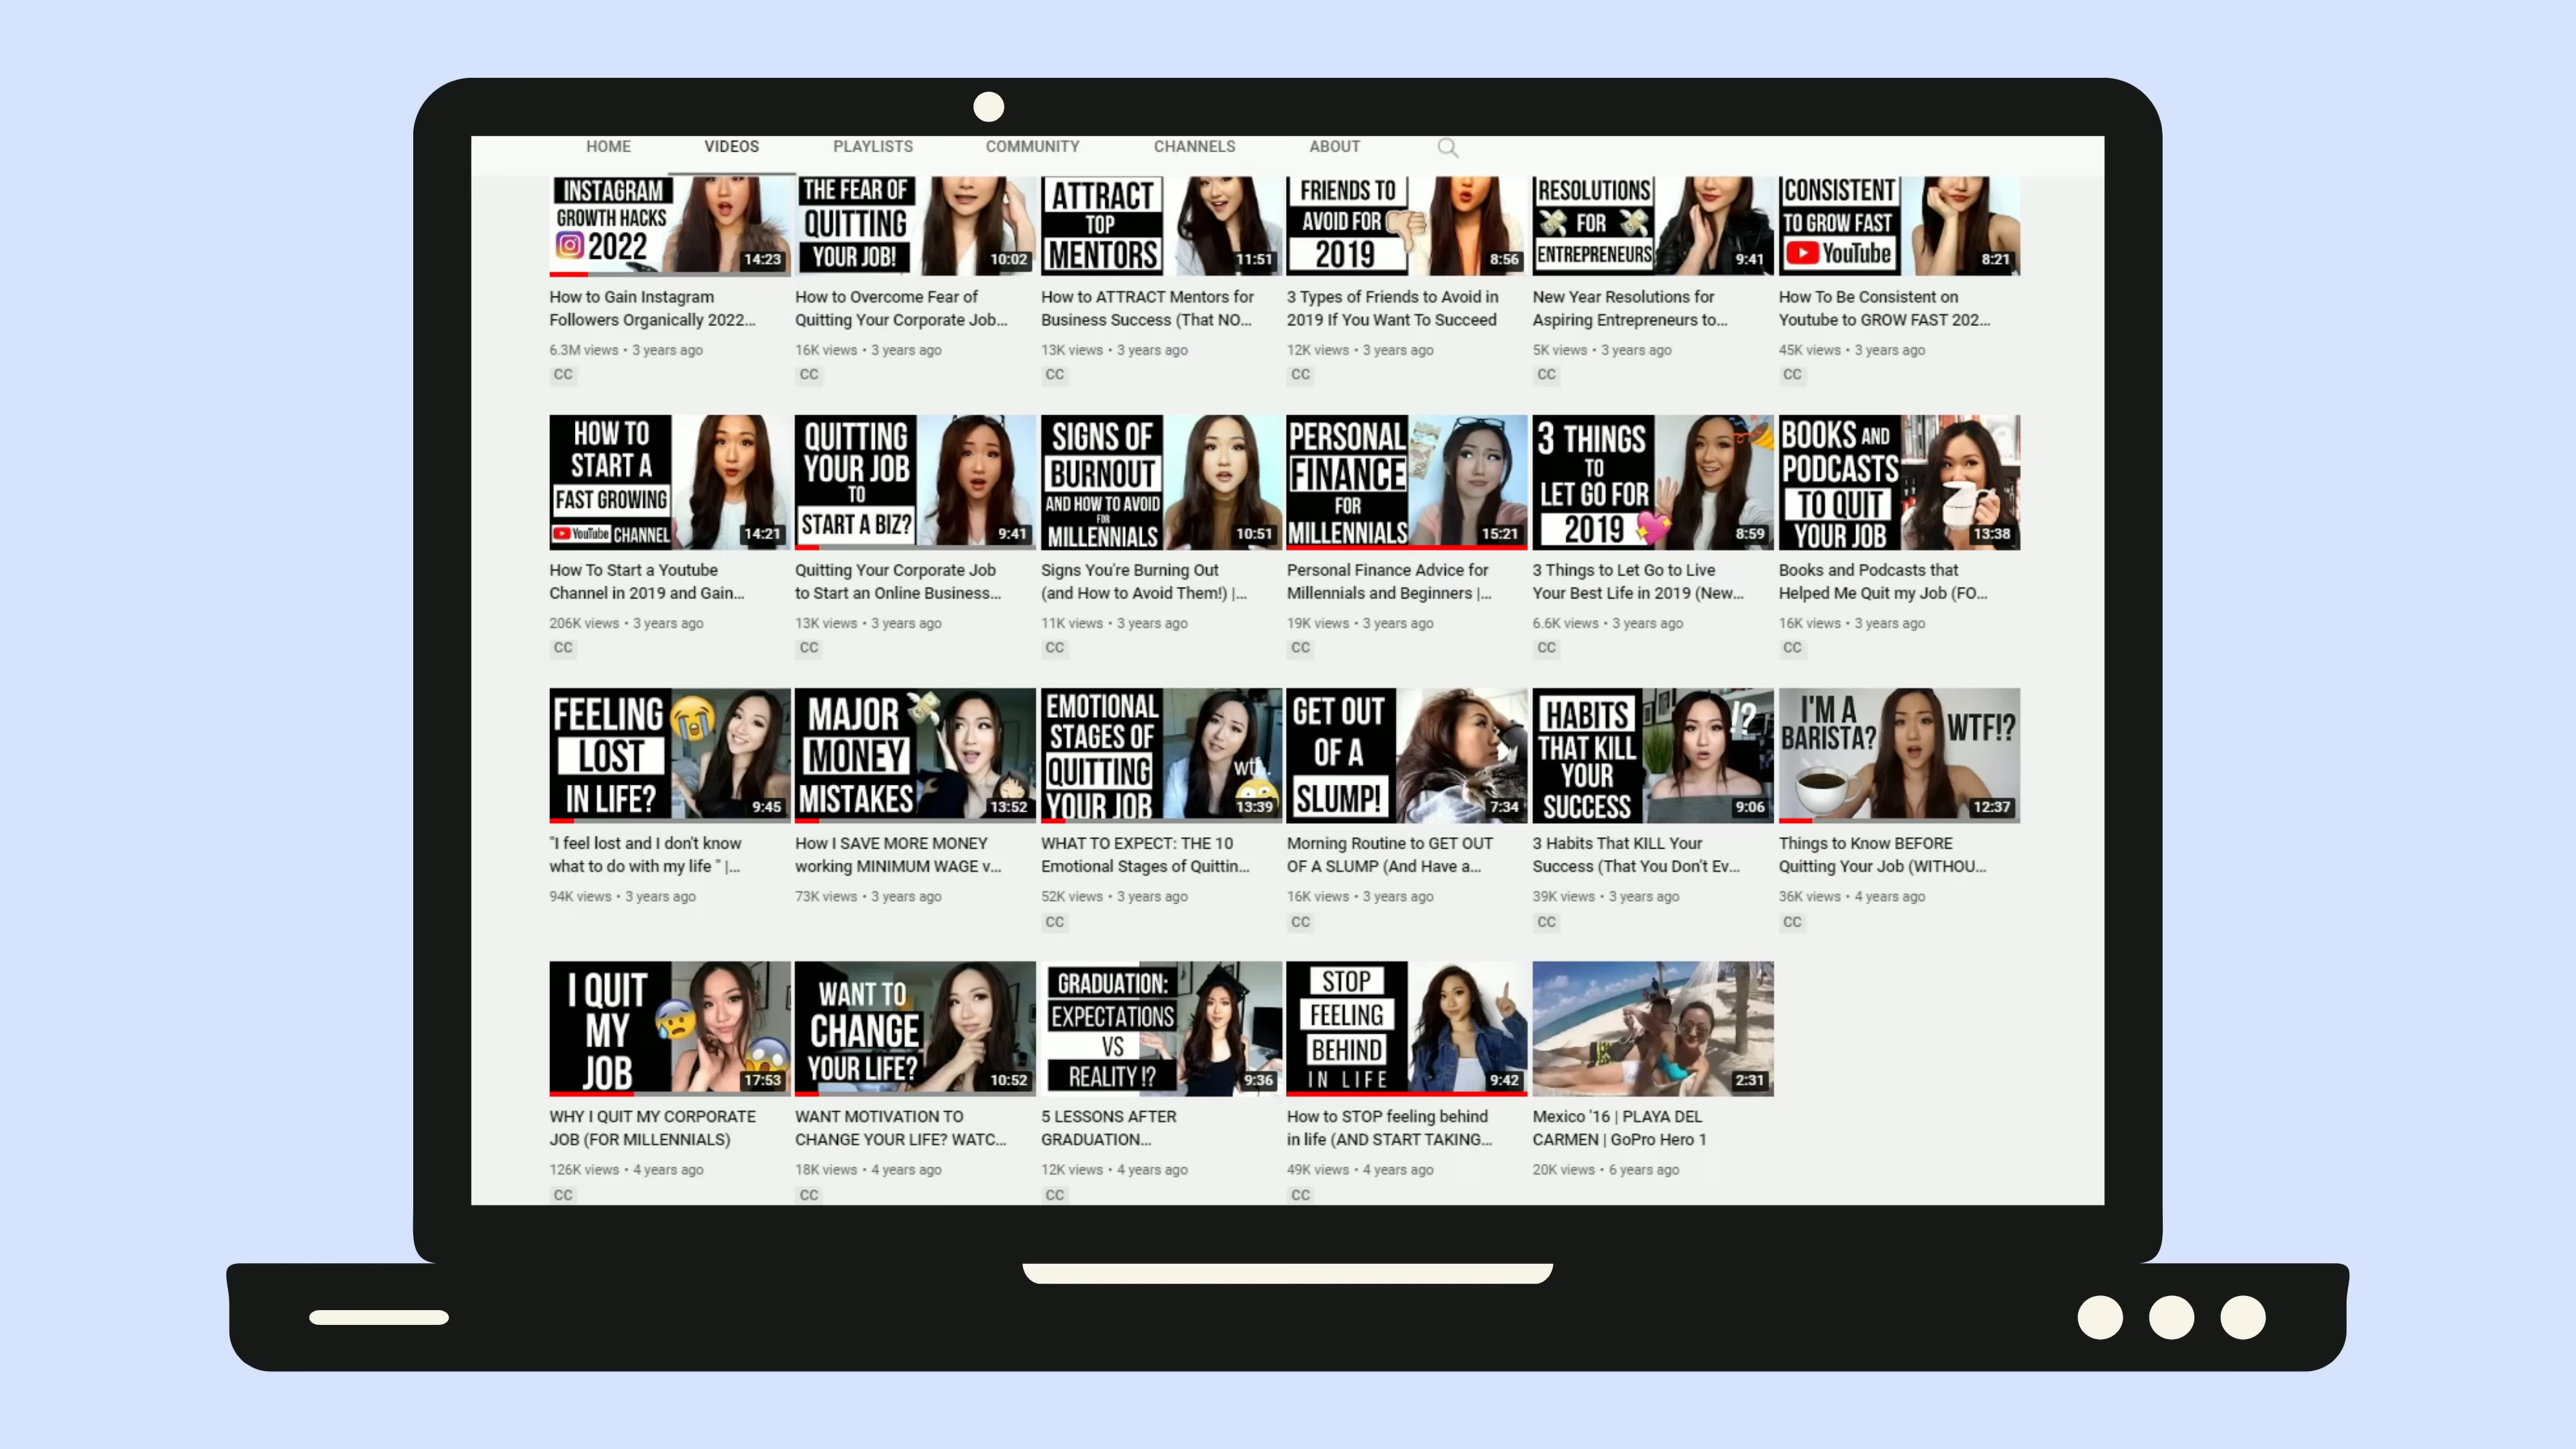 HOME VIDEOS PLAYLISTS COMMUNITY CHANNELS ABOUT
INSTAGRAM
GROWTH HACKS
2022
14:23
THE FEAR OF
QUITTING
YOUR JOB!
10:02
ATTRACT
TOP
MENTORS
11:51
FRIENDS TO
AVOID FOR
2019
8:56
RESOLUTIONS
FOR
ENTREPRENEURS
9:41
CONSISTENT
TO GROW FAST
YouTube
8:21
How to Gain Instagram
Followers Organically 2022...
6.3M views • 3 years ago
CC
How to Overcome Fear of
Quitting Your Corporate Job...
16K views • 3 years ago
CC
How to ATTRACT Mentors for
Business Success (That NO...
13K views • 3 years ago
CC
3 Types of Friends to Avoid in
2019 If You Want To Succeed
12K views • 3 years ago
CC
New Year Resolutions for
Aspiring Entrepreneurs to...
5K views • 3 years ago
CC
How To Be Consistent on
Youtube to GROW FAST 202...
45K views • 3 years ago
CC
HOW TO
START A
FAST GROWING
YouTube CHANNEL
14:21
QUITTING
YOUR JOB
TO
START A BIZ?
9:41
SIGNS OF
BURNOUT
AND HOW TO AVOID
FOR
MILLENNIALS
10:51
PERSONAL
FINANCE
FOR
MILLENNIALS
15:21
3 THINGS
TO
LET GO FOR
2019
8:59
BOOKS AND
PODCASTS
TO QUIT
YOUR JOB
13:38
How To Start a Youtube
Channel in 2019 and Gain...
206K views • 3 years ago
CC
Quitting Your Corporate Job
to Start an Online Business...
13K views • 3 years ago
CC
Signs You're Burning Out
(and How to Avoid Them!) |...
11K views • 3 years ago
CC
Personal Finance Advice for
Millennials and Beginners |...
19K views • 3 years ago
CC
3 Things to Let Go to Live
Your Best Life in 2019 (New...
6.6K views • 3 years ago
CC
Books and Podcasts that
Helped Me Quit my Job (FO...
16K views • 3 years ago
CC
FEELING
LOST
IN LIFE?
9:45
MAJOR
MONEY
MISTAKES
13:52
EMOTIONAL
STAGES OF
QUITTING
YOUR JOB
wtf..
13:39
GET OUT
OF A
SLUMP!
7:34
HABITS
THAT KILL
YOUR
SUCCESS
!?
9:06
I'M A
BARISTA?
WTF!?
12:37
"I feel lost and I don't know
what to do with my life " |...
94K views • 3 years ago
How I SAVE MORE MONEY
working MINIMUM WAGE v...
73K views • 3 years ago
WHAT TO EXPECT: THE 10
Emotional Stages of Quittin...
52K views • 3 years ago
CC
Morning Routine to GET OUT
OF A SLUMP (And Have a...
16K views • 3 years ago
CC
3 Habits That KILL Your
Success (That You Don't Ev...
39K views • 3 years ago
CC
Things to Know BEFORE
Quitting Your Job (WITHOU...
36K views • 4 years ago
CC
I QUIT
MY
JOB
17:53
WANT TO
CHANGE
YOUR LIFE?
10:52
GRADUATION:
EXPECTATIONS
VS
REALITY !?
9:36
STOP
FEELING
BEHIND
IN LIFE
9:42
2:31
WHY I QUIT MY CORPORATE
JOB (FOR MILLENNIALS)
126K views • 4 years ago
CC
WANT MOTIVATION TO
CHANGE YOUR LIFE? WATC...
18K views • 4 years ago
CC
5 LESSONS AFTER
GRADUATION...
12K views • 4 years ago
CC
How to STOP feeling behind
in life (AND START TAKING...
49K views • 4 years ago
CC
Mexico '16 | PLAYA DEL
CARMEN | GoPro Hero 1
20K views • 6 years ago